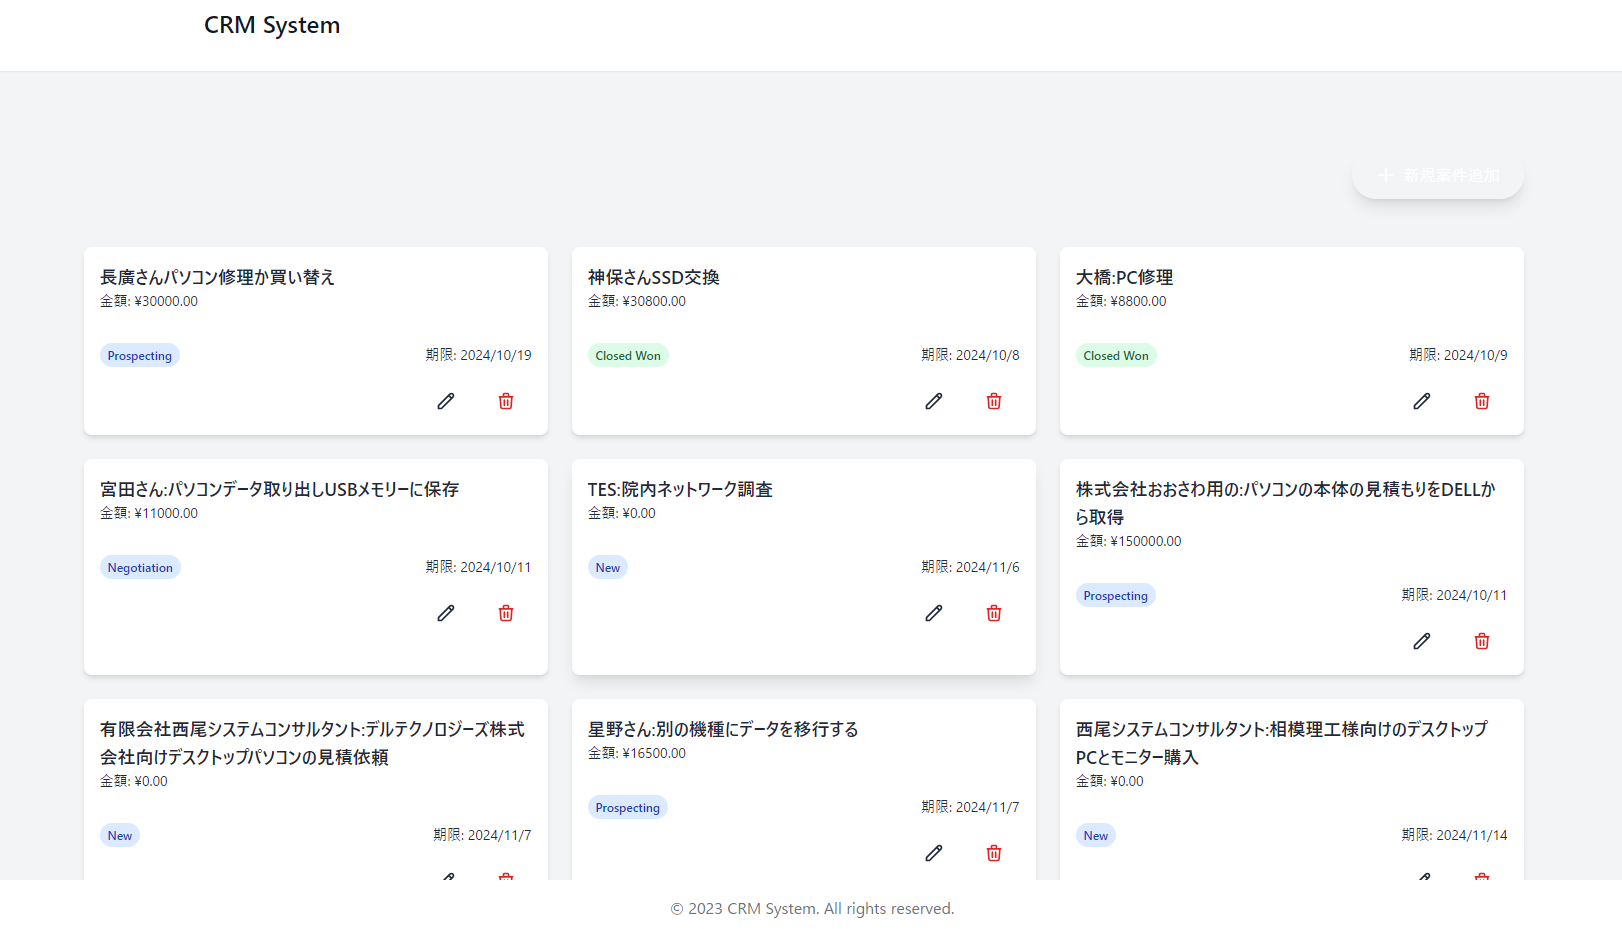 CRM System
新規案件追加
長廣さんパソコン修理か買い替え
金額: ¥30000.00
Prospecting
期限: 2024/10/19
神保さんSSD交換
金額: ¥30800.00
Closed Won
期限: 2024/10/8
大橋:PC修理
金額: ¥8800.00
Closed Won
期限: 2024/10/9
宮田さん:パソコンデータ取り出しUSBメモリーに保存
金額: ¥11000.00
Negotiation
期限: 2024/10/11
TES:院内ネットワーク調査
金額: ¥0.00
New
期限: 2024/11/6
株式会社おおさわ用の:パソコンの本体の見積もりをDELLか
ら取得
金額: ¥150000.00
Prospecting
期限: 2024/10/11
有限会社西尾システムコンサルタント:デルテクノロジーズ株式
会社向けデスクトップパソコンの見積依頼
金額: ¥0.00
New
期限: 2024/11/7
星野さん:別の機種にデータを移行する
金額: ¥16500.00
Prospecting
期限: 2024/11/7
西尾システムコンサルタント:相模理工様向けのデスクトップ
PCとモニター購入
金額: ¥0.00
New
期限: 2024/11/14
© 2023 CRM System. All rights reserved.